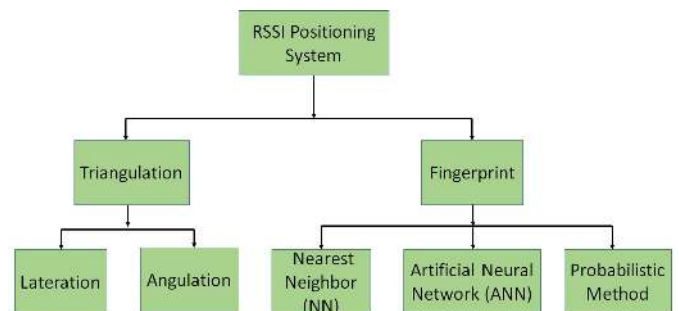 RSSI Positioning
System
Triangulation
Fingerprint
Lateration
Angulation
Nearest
Neighbor
(NN)
Artificial Neural
Network (ANN)
Probabilistic
Method